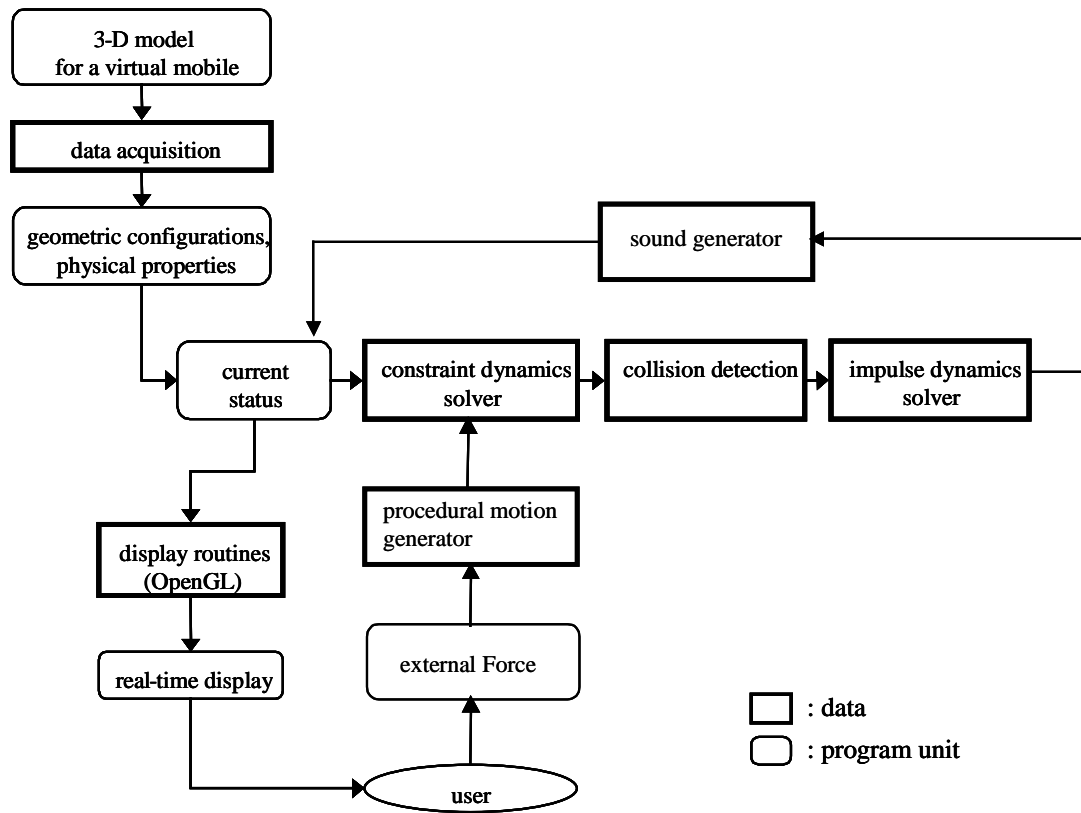 3-D model
for a virtual mobile
data acquisition
geometric configurations,
physical properties
sound generator
current
status
constraint dynamics
solver
collision detection
impulse dynamics
solver
procedural motion
generator
display routines
(OpenGL)
external Force
real-time display
user
: data
: program unit